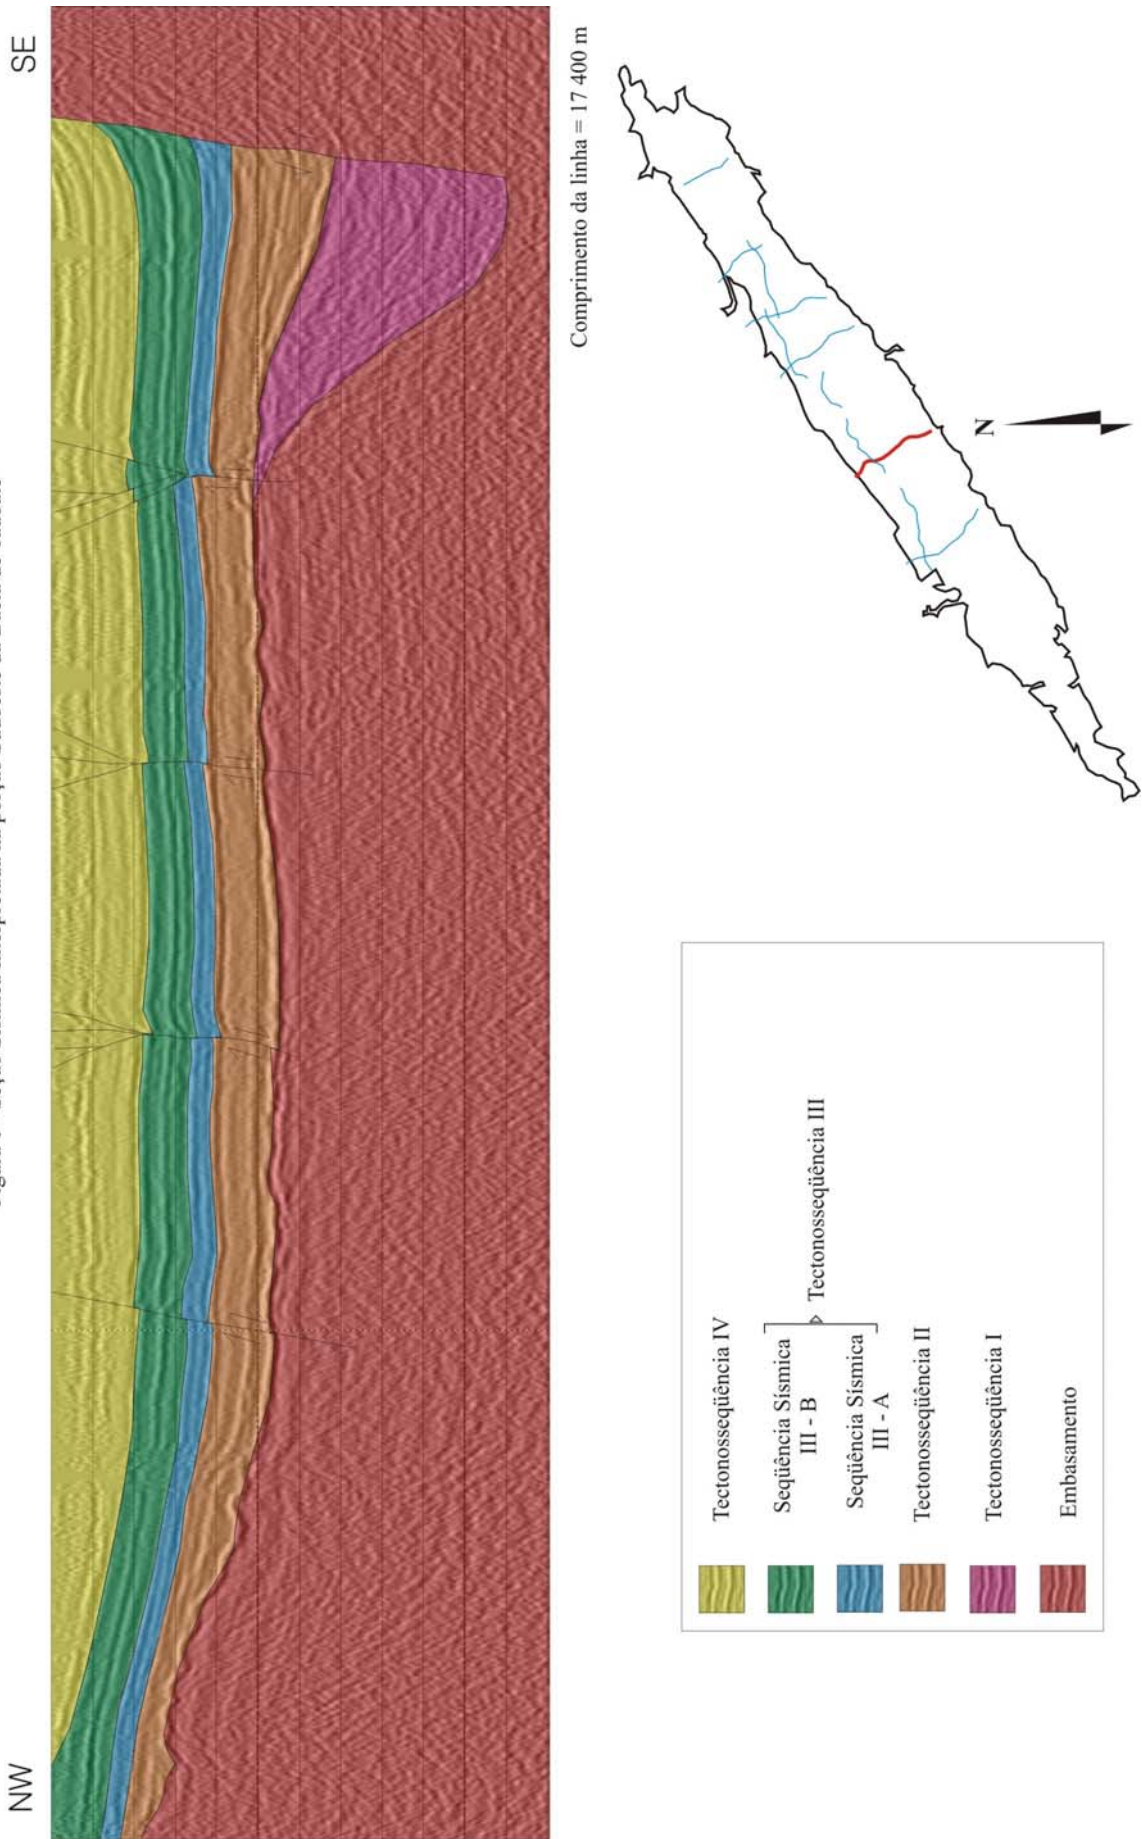 NW
SE
Comprimento da linha = 17 400 m
N
Tectonosseqüência IV
Seqüência Sísmica
III - B
Seqüência Sísmica
III - A
Tectonosseqüência III
Tectonosseqüência II
Tectonosseqüência I
Embasamento